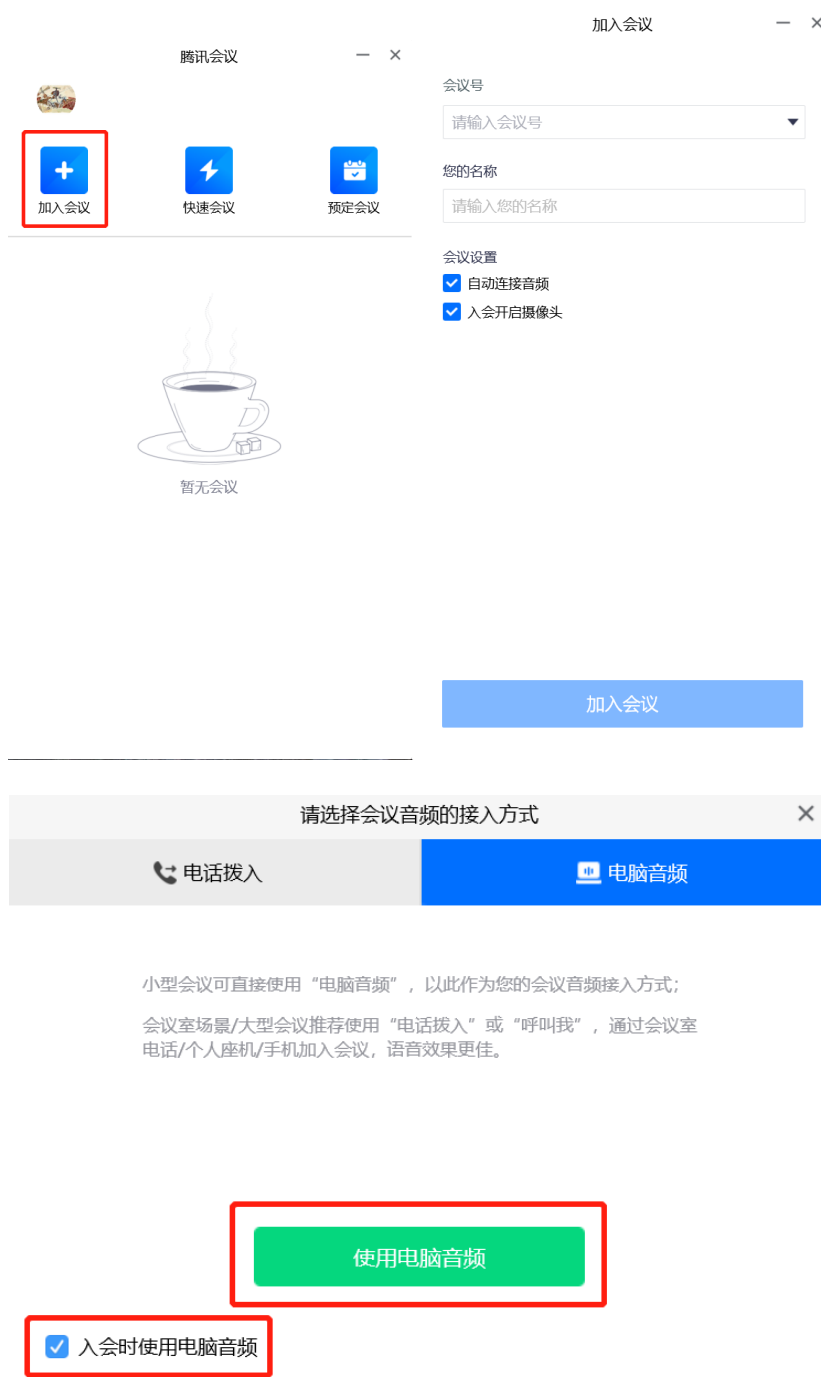 腾讯会议
加入会议
快速会议
预定会议
暂无会议
加入会议
会议号
请输入会议号
您的名称
请输入您的名称
会议设置
自动连接音频
入会开启摄像头
加入会议
请选择会议音频的接入方式
电话拨入
电脑音频
小型会议可直接使用“电脑音频”，以此作为您的会议音频接入方式；
会议室场景/大型会议推荐使用“电话拨入”或“呼叫我”，通过会议室
电话/个人座机/手机加入会议，语音效果更佳。
使用电脑音频
入会时使用电脑音频